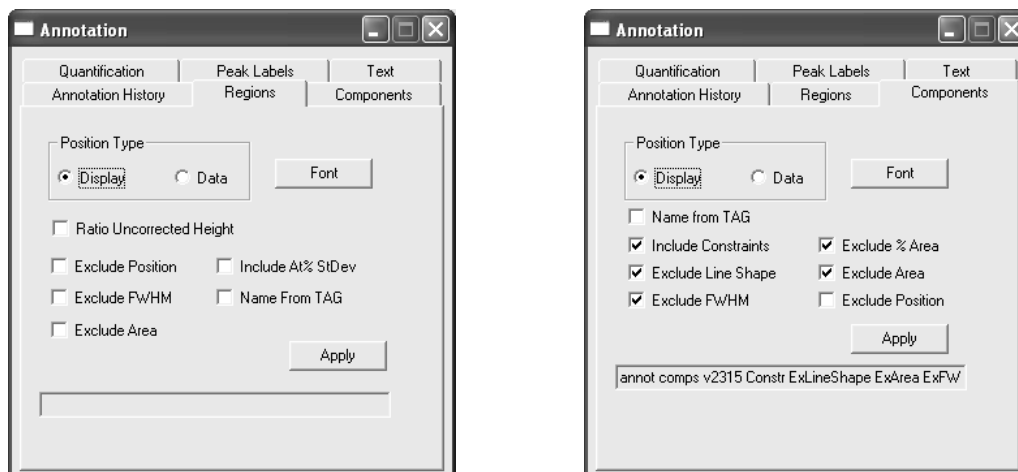 Annotation
Quantification Peak Labels Text
Annotation History Regions Components
Position Type
Display Data Font
Ratio Uncorrected Height
Exclude Position Include At% StDev
Exclude FWHM Name From TAG
Exclude Area
Apply
Annotation
Quantification Peak Labels Text
Annotation History Regions Components
Position Type
Display Data Font
Name from TAG
Include Constraints Exclude % Area
Exclude Line Shape Exclude Area
Exclude FWHM Exclude Position
Apply
annot comps v2315 Constr ExLineShape ExArea ExFW